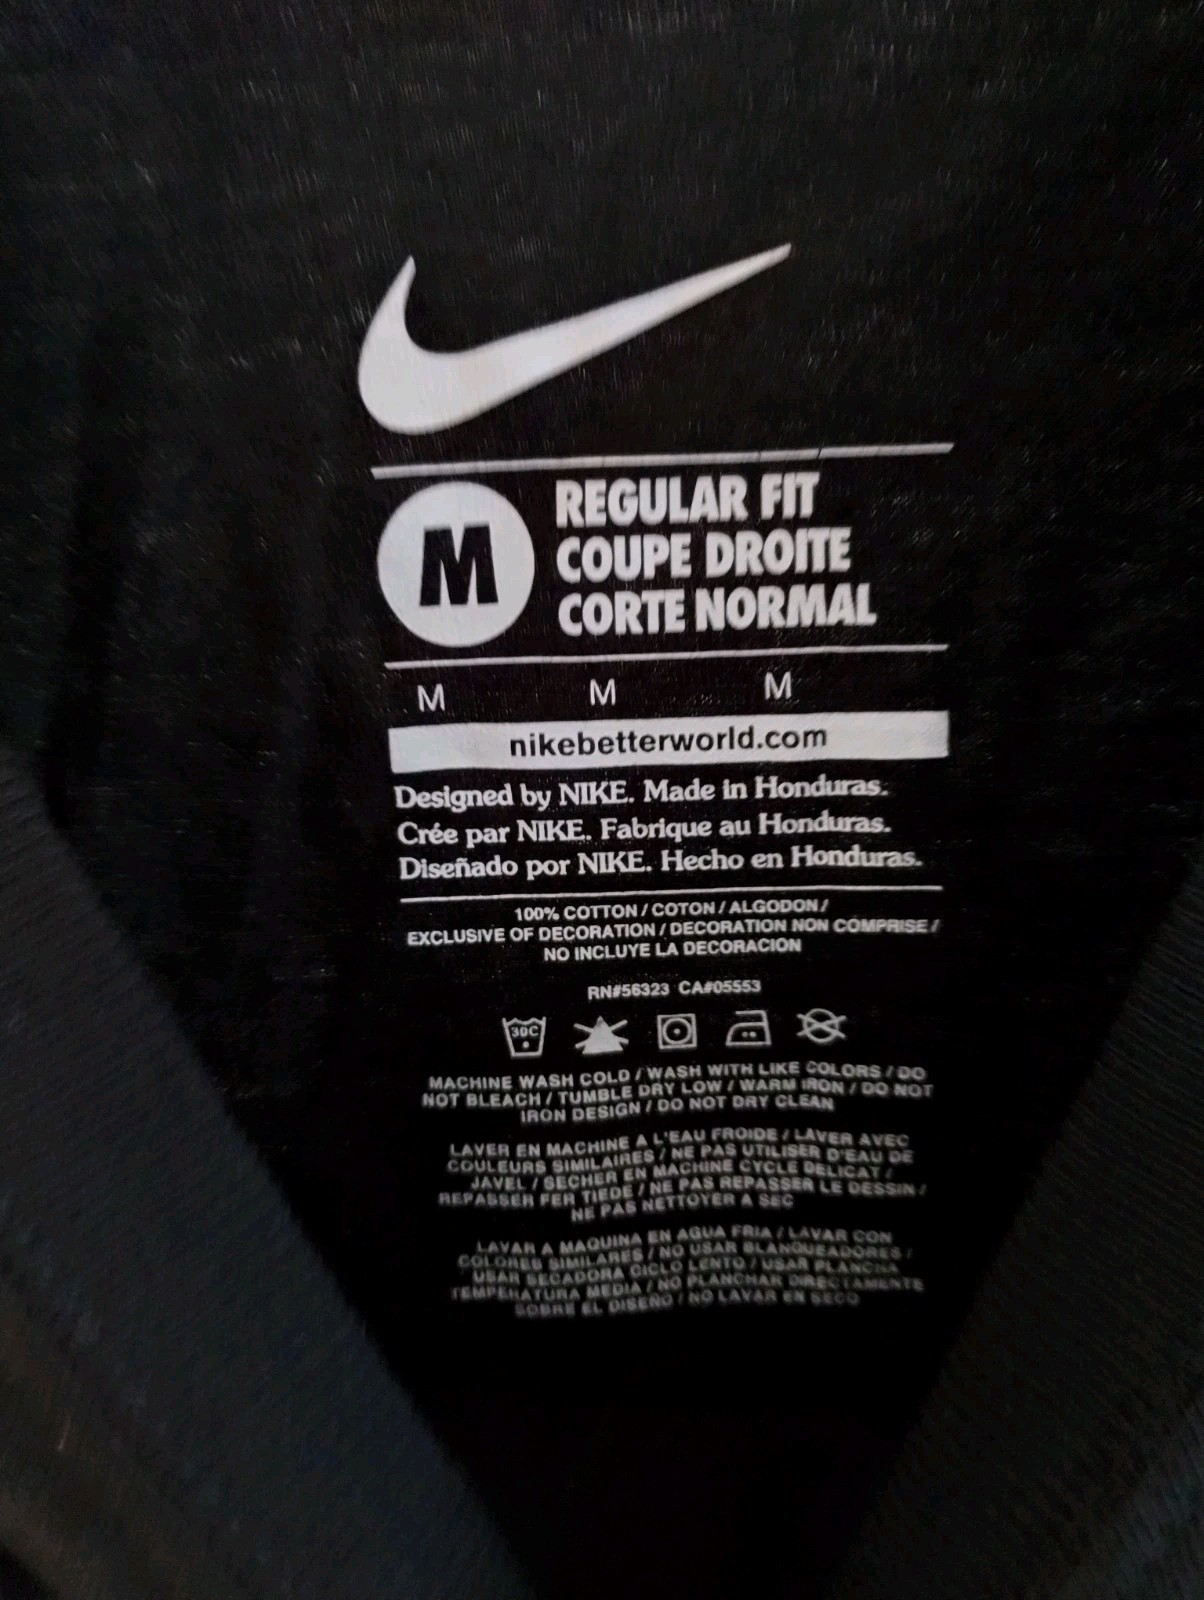 M
REGULAR FIT
COUPE DROITE
CORTE NORMAL
M M M
nikebetterworld.com
Designed by NIKE. Made in Honduras.
Crée par NIKE. Fabrique au Honduras.
Diseñado por NIKE. Hecho en Honduras.
100% COTTON / COTON / ALGODON /
EXCLUSIVE OF DECORATION / DECORATION NON COMPRISE /
NO INCLUYE LA DECORACION
RN#56323 CA#05553
30C
MACHINE WASH COLD / WASH WITH LIKE COLORS / DO
NOT BLEACH / TUMBLE DRY LOW / WARM IRON / DO NOT
IRON DESIGN / DO NOT DRY CLEAN
LAVER EN MACHINE A L'EAU FROIDE / LAVER AVEC
COULEURS SIMILAIRES / NE PAS UTILISER D'EAU DE
JAVEL / SECHER EN MACHINE CYCLE DELICAT /
REPASSER FER TIEDE / NE PAS REPASSER LE DESSIN /
NE PAS NETTOYER A SEC
LAVAR A MAQUINA EN AGUA FRIA / LAVAR CON
COLORES SIMILARES / NO USAR BLANQUEADORES /
USAR SECADORA CICLO LENTO / USAR PLANCHA
TEMPERATURA MEDIA / NO PLANCHAR DIRECTAMENTE
SOBRE EL DISEÑO / NO LAVAR EN SECO